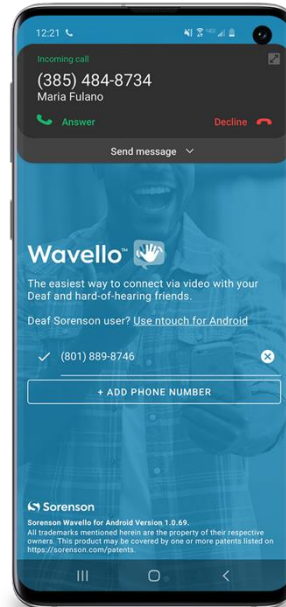 12:21
Incoming call
(385) 484-8734
Maria Fulano
Answer
Decline
Send message
Wavello™
The easiest way to connect via video with your
Deaf and hard-of-hearing friends.
Deaf Sorenson user? Use ntouch for Android
(801) 889-8746
+ ADD PHONE NUMBER
Sorenson
Sorenson Wavello for Android Version 1.0.69.
All trademarks mentioned herein are the property of their respective
owners. This product may be covered by one or more patents listed on
https://sorenson.com/patents.